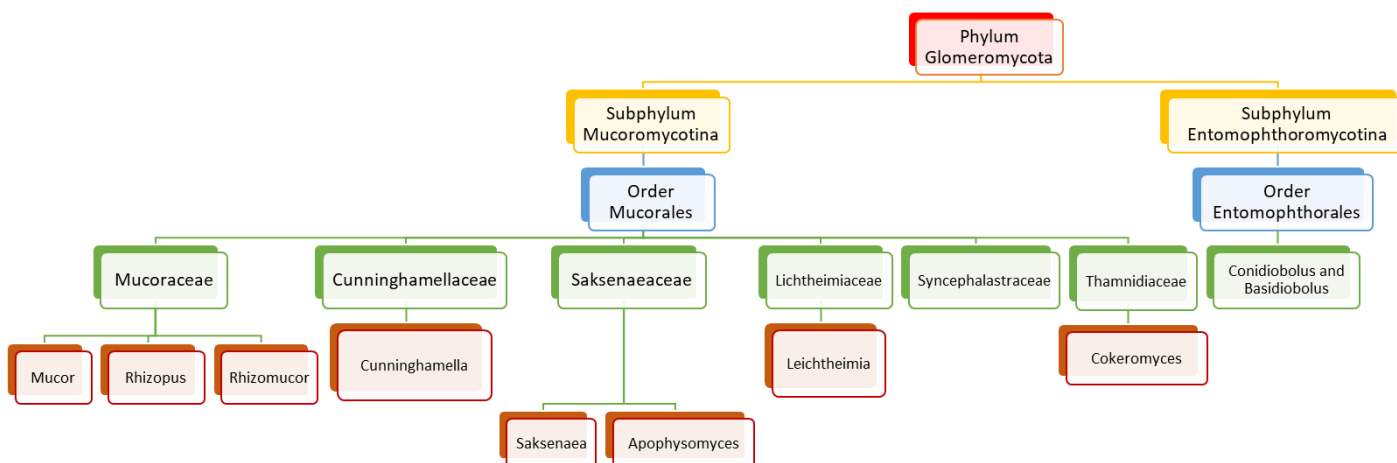 Phylum
Glomeromycota
Subphylum
Mucoromycotina
Subphylum
Entomophthoromycotina
Order
Mucorales
Order
Entomophthorales
Mucoraceae
Cunninghamellaceae
Saksenaeaceae
Lichtheimiaceae
Syncephalastraceae
Thamnidiaceae
Conidiobolus and
Basidiobolus
Mucor
Rhizopus
Rhizomucor
Cunninghamella
Leichtheimia
Cokeromyces
Saksenaea
Apophysomyces